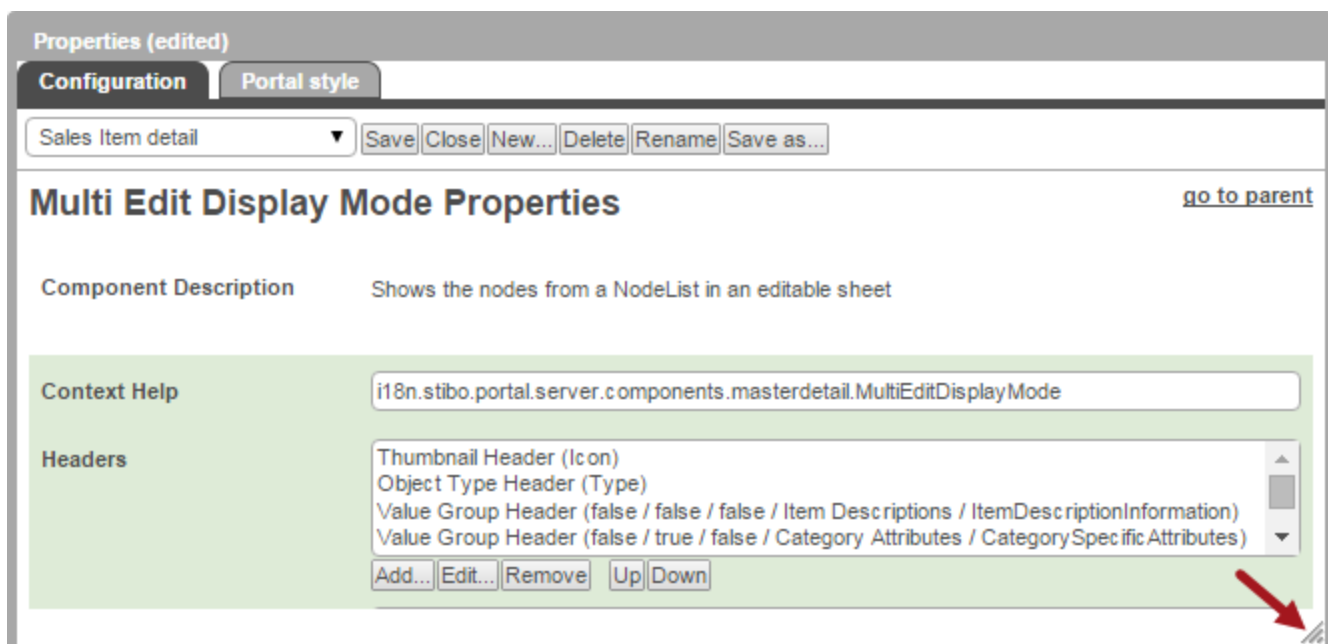 Properties (edited)
Configuration Portal style
Sales Item detail Save Close New... Delete Rename Save as...
Multi Edit Display Mode Properties go to parent
Component Description Shows the nodes from a NodeList in an editable sheet
Context Help i18n.stibo.portal.server.components.masterdetail.MultiEditDisplayMode
Headers Thumbnail Header (Icon)
Object Type Header (Type)
Value Group Header (false / false / false / Item Descriptions / ItemDescriptionInformation)
Value Group Header (false / true / false / Category Attributes / CategorySpecificAttributes)
Add... Edit... Remove Up Down